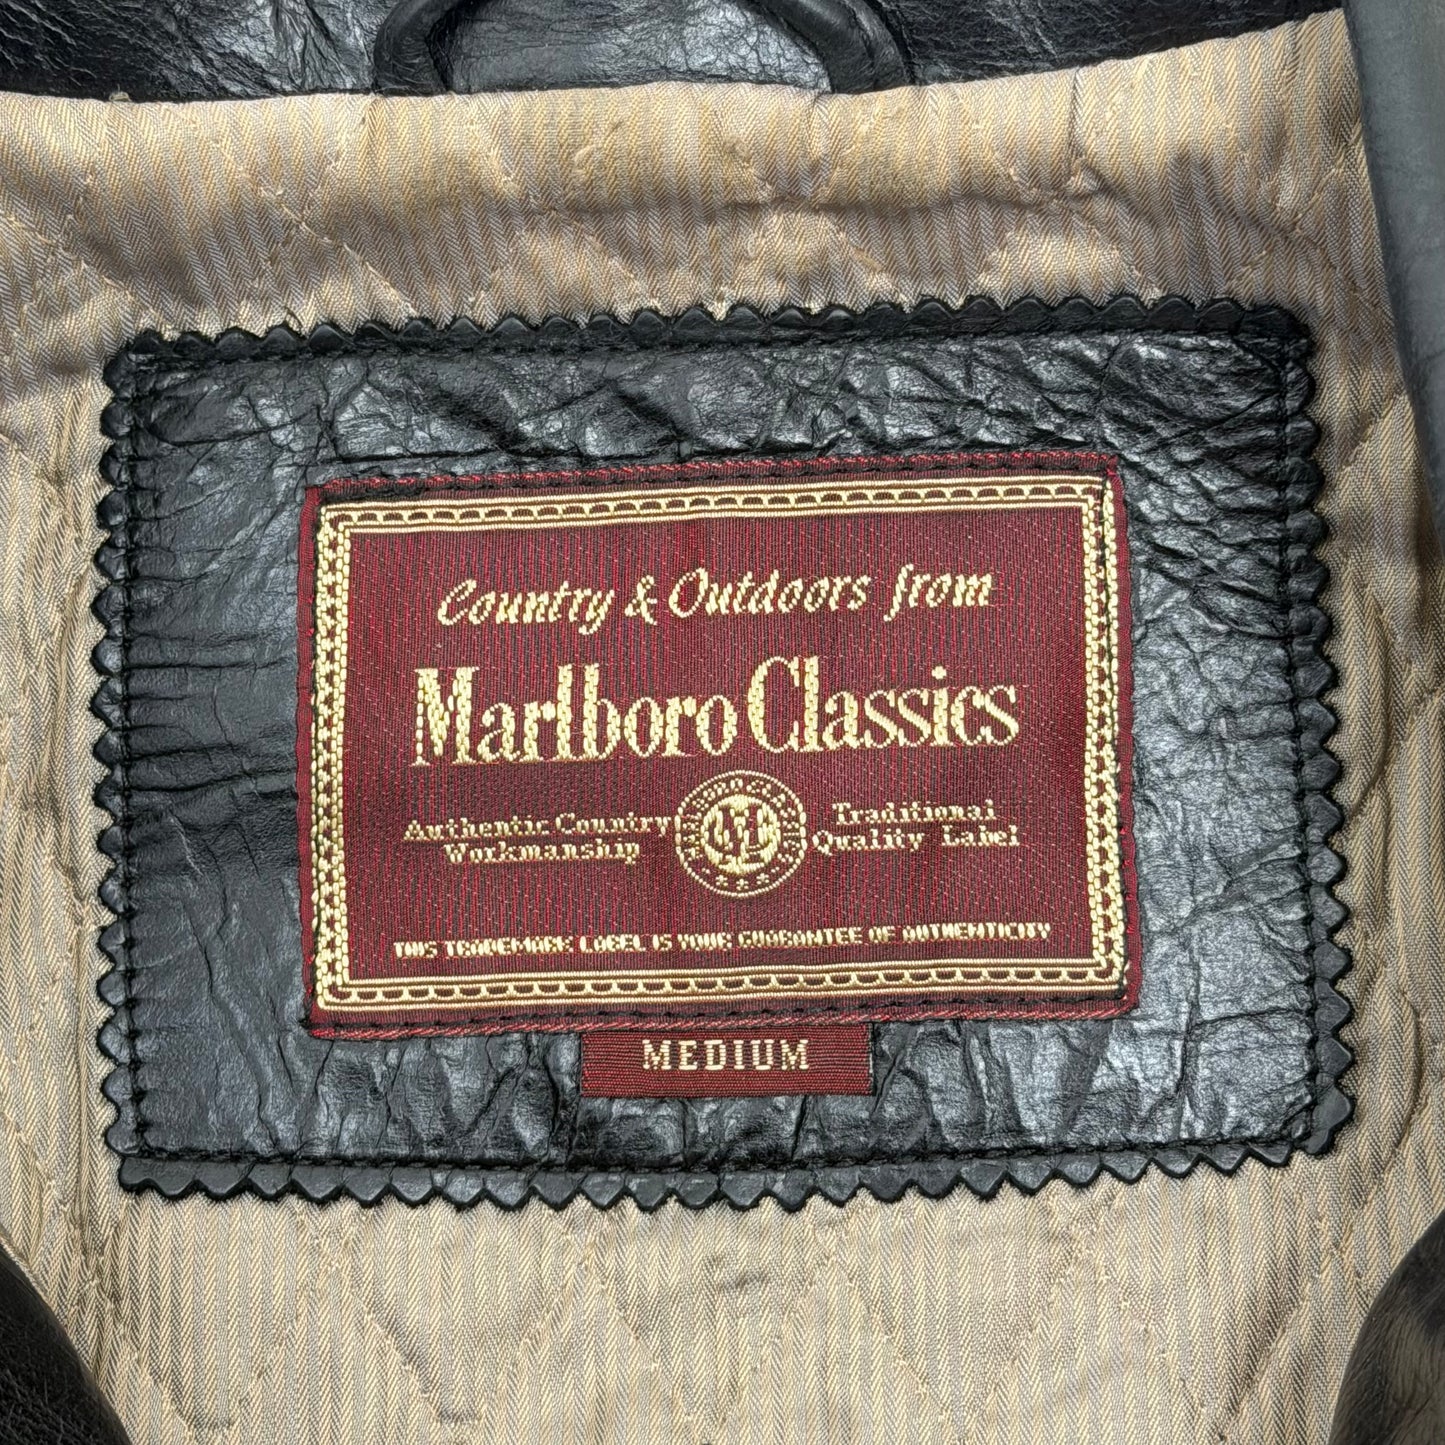 Country & Outdoors from
Marlboro Classics
Authentic Country
Workmanship
Traditional
Quality Label
THIS TRADEMARK LABEL IS YOUR GUARANTEE OF AUTHENTICITY
MEDIUM